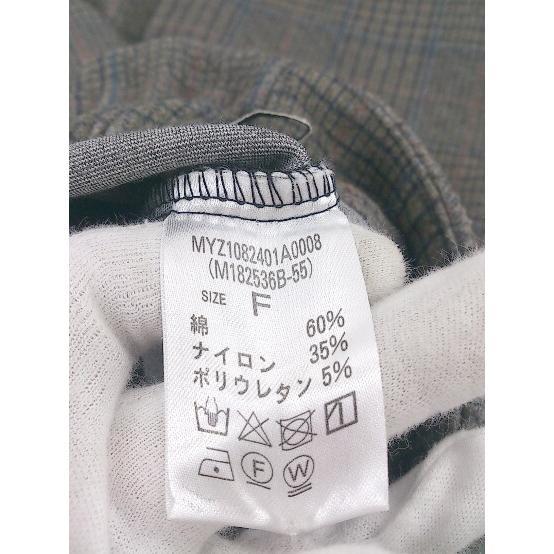 MYZ1082401A0008
(M182536B-55)
SIZE F
綿 60%
ナイロン 35%
ポリウレタン 5%
F W